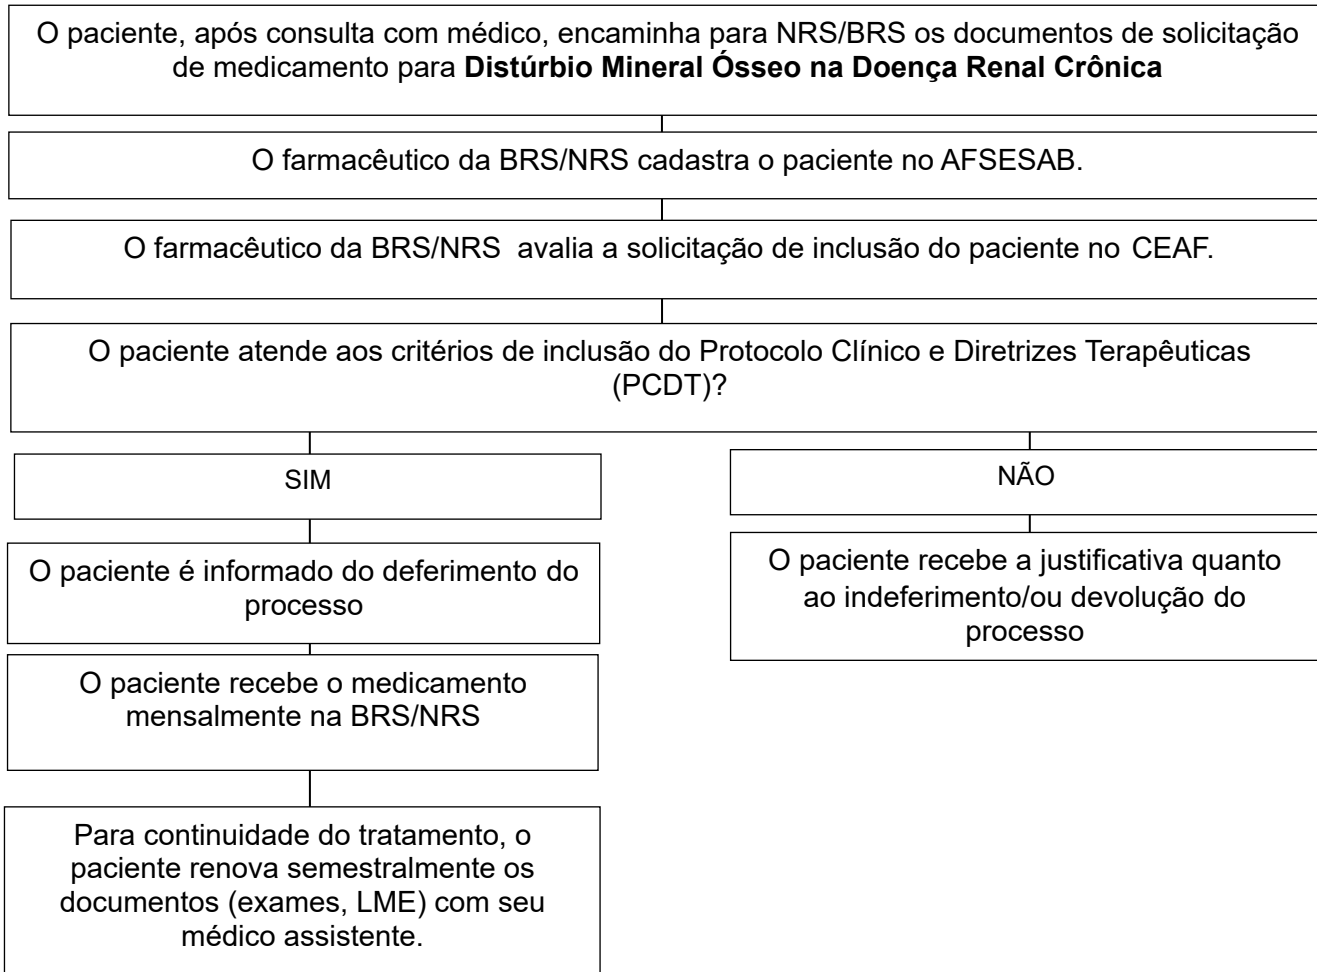 O paciente, após consulta com médico, encaminha para NRS/BRS os documentos de solicitação
de medicamento para Distúrbio Mineral Ósseo na Doença Renal Crônica
O farmacêutico da BRS/NRS cadastra o paciente no AFSESAB.
O farmacêutico da BRS/NRS avalia a solicitação de inclusão do paciente no CEAF.
O paciente atende aos critérios de inclusão do Protocolo Clínico e Diretrizes Terapêuticas
(PCDT)?
SIM
O paciente é informado do deferimento do
processo
O paciente recebe o medicamento
mensalmente na BRS/NRS
Para continuidade do tratamento, o
paciente renova semestralmente os
documentos (exames, LME) com seu
médico assistente.
NÃO
O paciente recebe a justificativa quanto
ao indeferimento/ou devolução do
processo